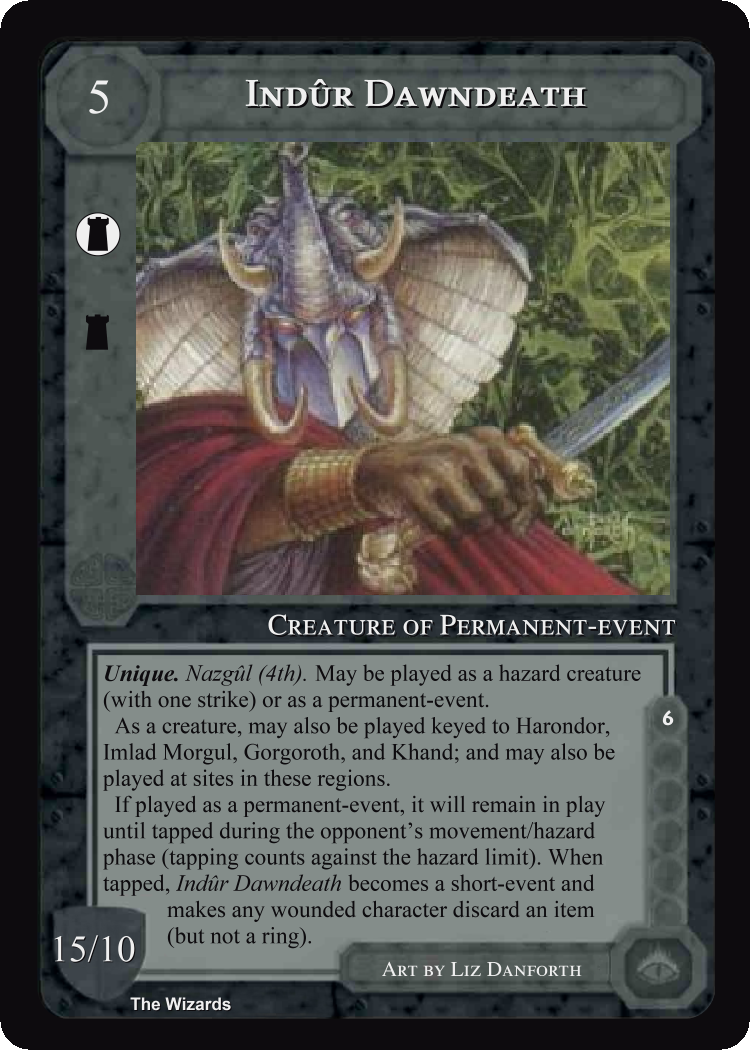 5
INDÛR DAWNDEATH
CREATURE OF PERMANENT-EVENT
Unique. Nazgûl (4th). May be played as a hazard creature
(with one strike) or as a permanent-event.
As a creature, may also be played keyed to Harondor,
Imlad Morgul, Gorgoroth, and Khand; and may also be
played at sites in these regions.
If played as a permanent-event, it will remain in play
until tapped during the opponent's movement/hazard
phase (tapping counts against the hazard limit). When
tapped, Indûr Dawndeath becomes a short-event and
makes any wounded character discard an item
(but not a ring).
6
15/10
ART BY LIZ DANFORTH
The Wizards